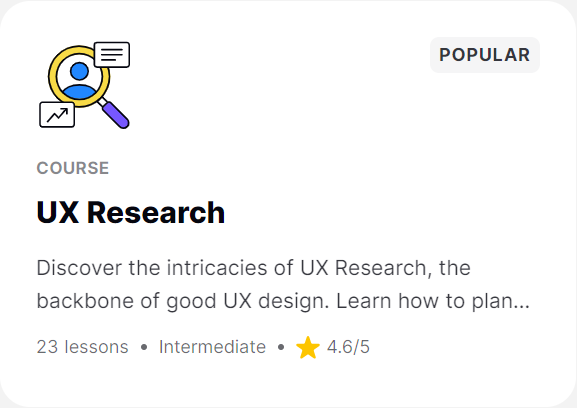 POPULAR
COURSE
UX Research
Discover the intricacies of UX Research, the
backbone of good UX design. Learn how to plan...
23 lessons • Intermediate • 4.6/5